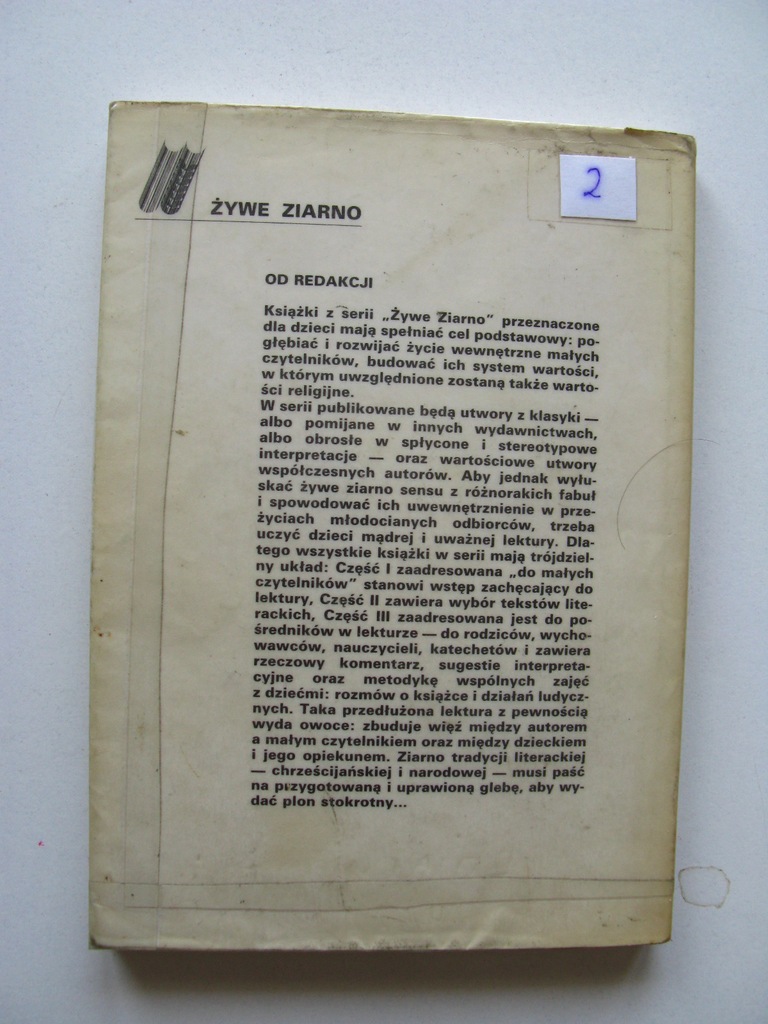 2
ŻYWE ZIARNO
OD REDAKCJI
Książki z serii „Żywe Ziarno” przeznaczone
dla dzieci mają spełniać cel podstawowy: po-
głębiać i rozwijać życie wewnętrzne małych
czytelników, budować ich system wartości,
w którym uwzględnione zostaną także warto-
ści religijne.
W serii publikowane będą utwory z klasyki —
albo pomijane w innych wydawnictwach,
albo obrosłe w spłycone i stereotypowe
interpretacje — oraz wartościowe utwory
współczesnych autorów. Aby jednak wyłu-
skać żywe ziarno sensu z różnorakich fabuł
i spowodować ich uwewnętrznienie w prze-
życiach młodocianych odbiorców, trzeba
uczyć dzieci mądrej i uważnej lektury. Dla-
tego wszystkie książki w serii mają trójdziel-
ny układ: Część I zaadresowana „do małych
czytelników” stanowi wstęp zachęcający do
lektury, Część II zawiera wybór tekstów lite-
rackich, Część III zaadresowana jest do po-
średników w lekturze — do rodziców, wycho-
wawców, nauczycieli, katechetów i zawiera
rzeczowy komentarz, sugestie interpreta-
cyjne oraz metodykę wspólnych zajęć
z dziećmi: rozmów o książce i działań ludycz-
nych. Taka przedłużona lektura z pewnością
wyda owoce: zbuduje więź między autorem
a małym czytelnikiem oraz między dzieckiem
i jego opiekunem. Ziarno tradycji literackiej
— chrześcijańskiej i narodowej — musi paść
na przygotowaną i uprawioną glebę, aby wy-
dać plon stokrotny...